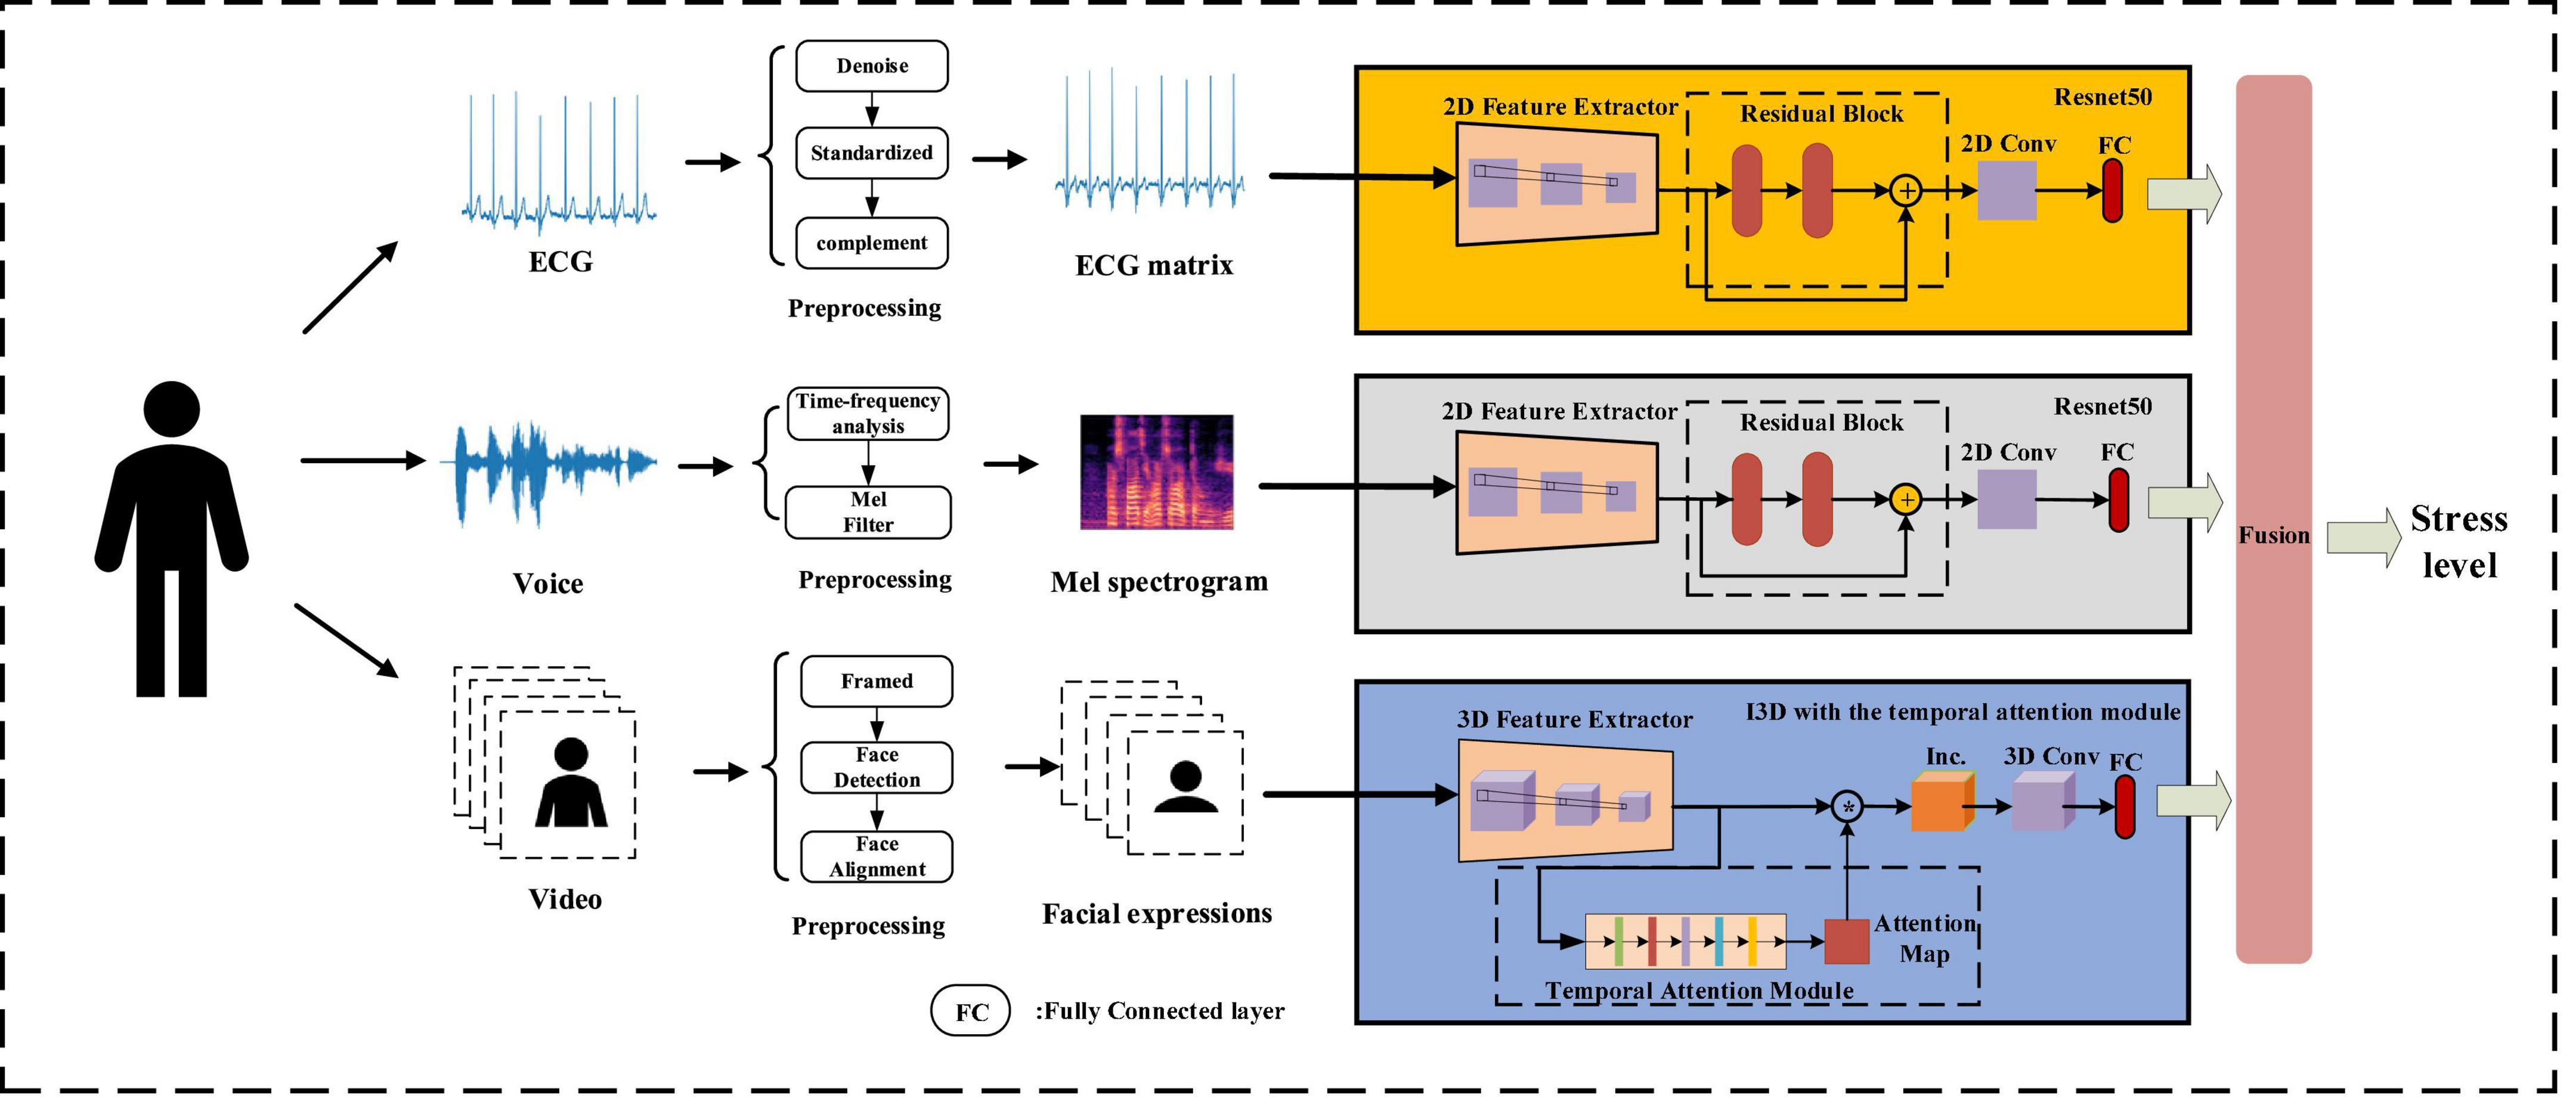 Denoise
Standardized
complement
ECG
Preprocessing
ECG matrix
2D Feature Extractor
Residual Block
Resnet50
2D Conv
FC
Time-frequency
analysis
Mel
Filter
Voice
Preprocessing
Mel spectrogram
2D Feature Extractor
Residual Block
Resnet50
2D Conv
FC
Fusion
Stress
level
Framed
Face
Detection
Face
Alignment
Video
Preprocessing
Facial expressions
3D Feature Extractor
I3D with the temporal attention module
Inc.
3D Conv
FC
Attention
Map
Temporal Attention Module
FC :Fully Connected layer